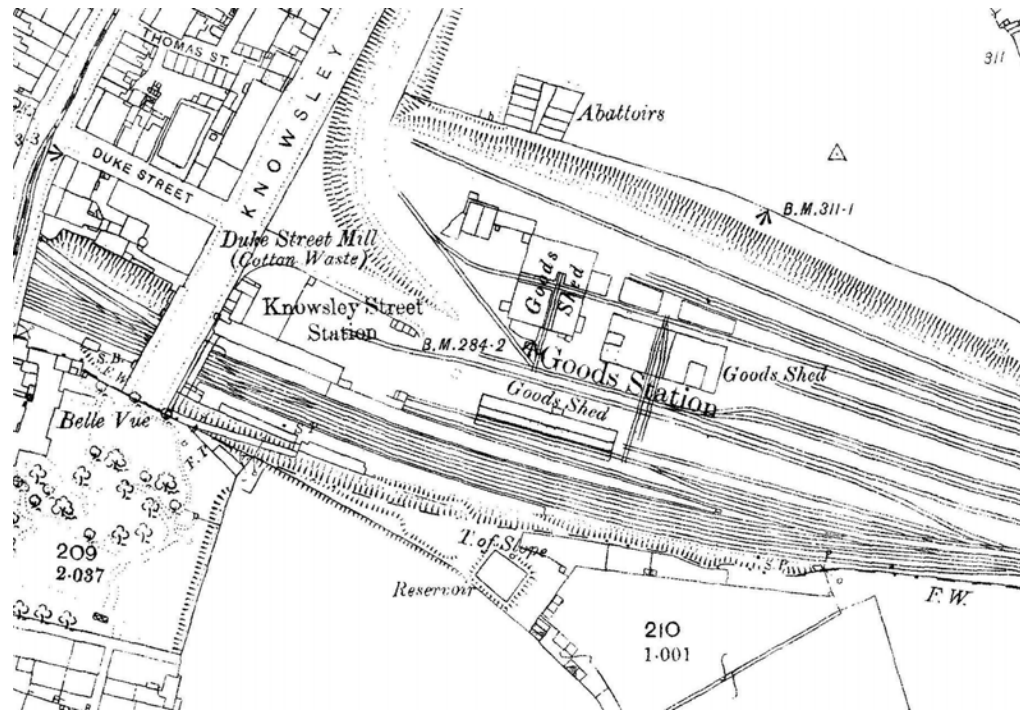 THOMAS ST.
KNOWSLEY
311
Abattoirs
DUKE STREET
B.M.311·1
Duke Street Mill
(Cotton Waste)
Goods
Shed
Knowsley Street
Station
B.M.284·2
Goods Station
Goods Shed
Goods Shed
S.B.
F.W.
Belle Vue
S.P.
F.P.
209
2·037
T. of Slope
Reservoir
S.P.
F.W.
210
1·001